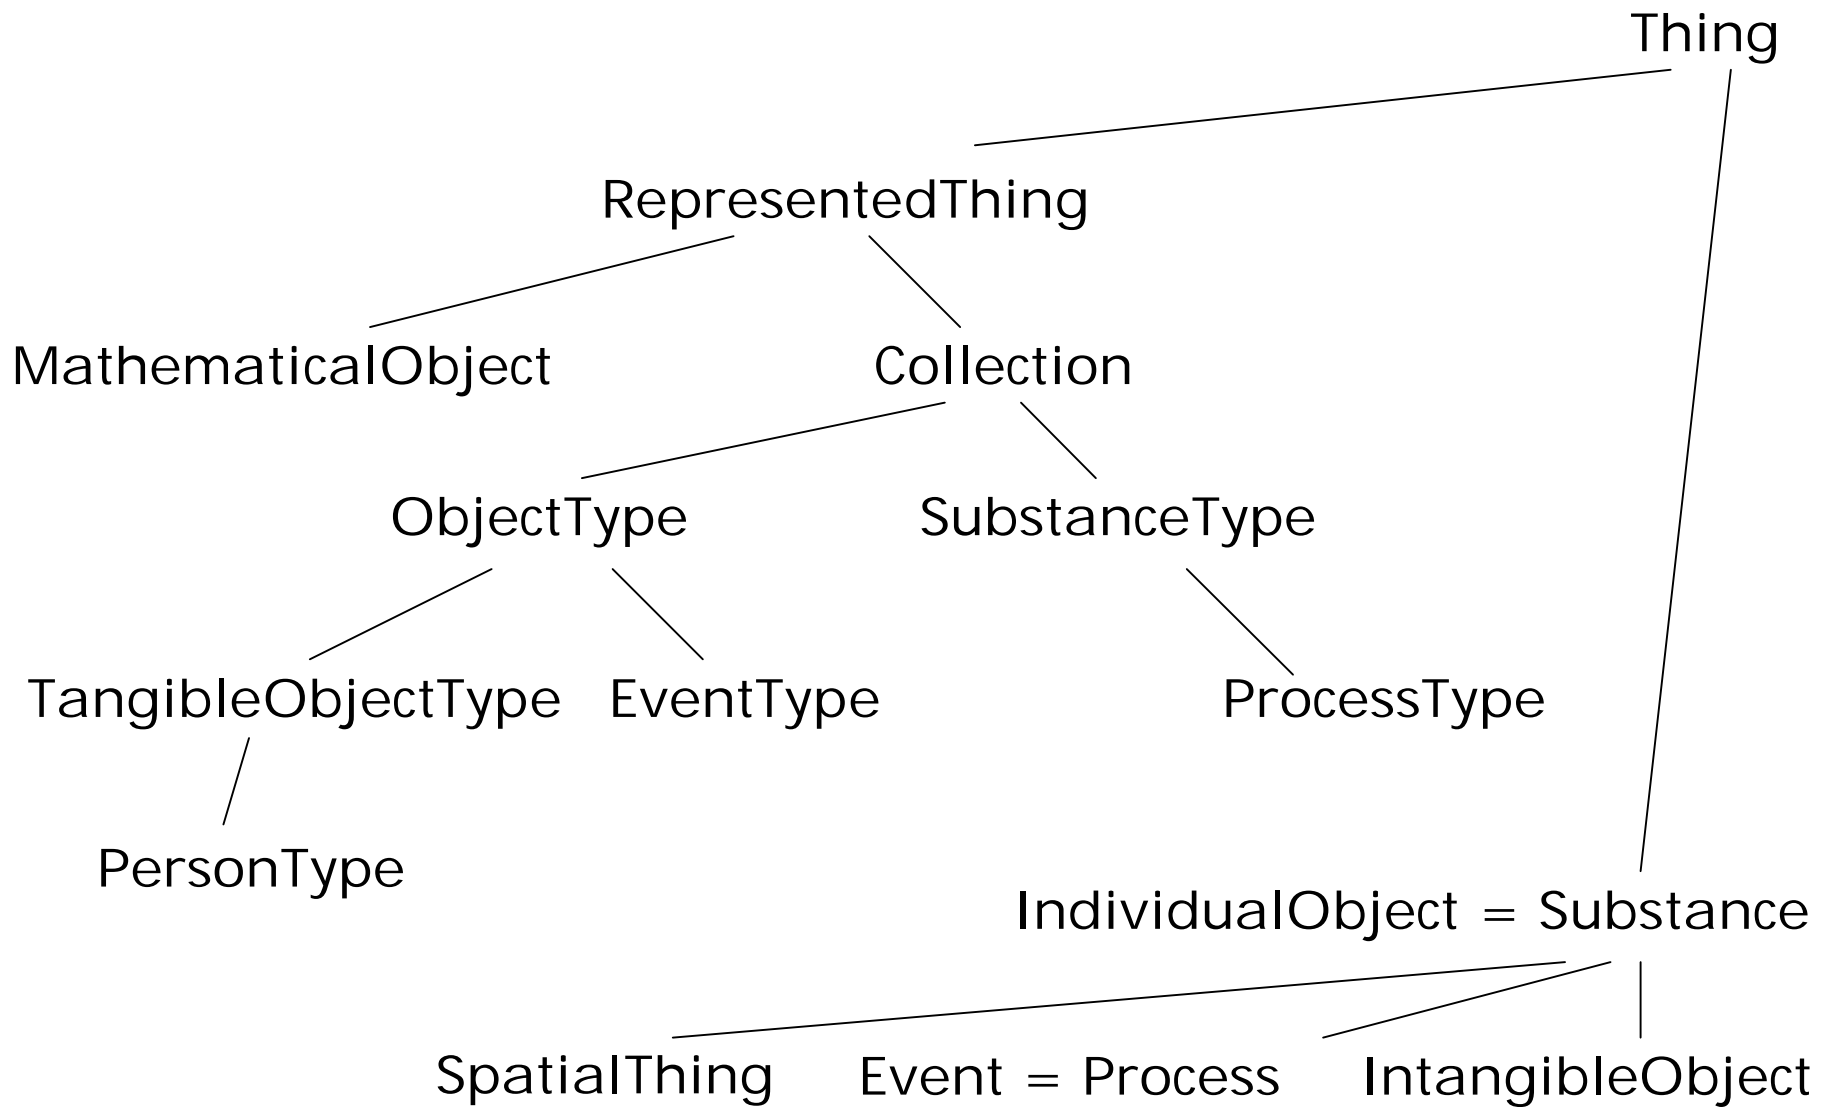 Thing
RepresentedThing
MathematicalObject Collection
ObjectType SubstanceType
TangibleObjectType EventType ProcessType
PersonType
IndividualObject = Substance
SpatialThing Event = Process IntangibleObject